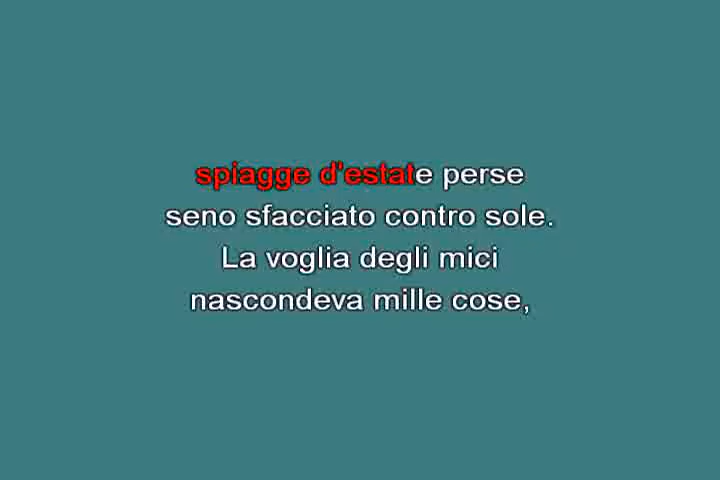 spiagge d'estate perse
seno sfacciato contro sole.
La voglia degli mici
nascondeva mille cose,